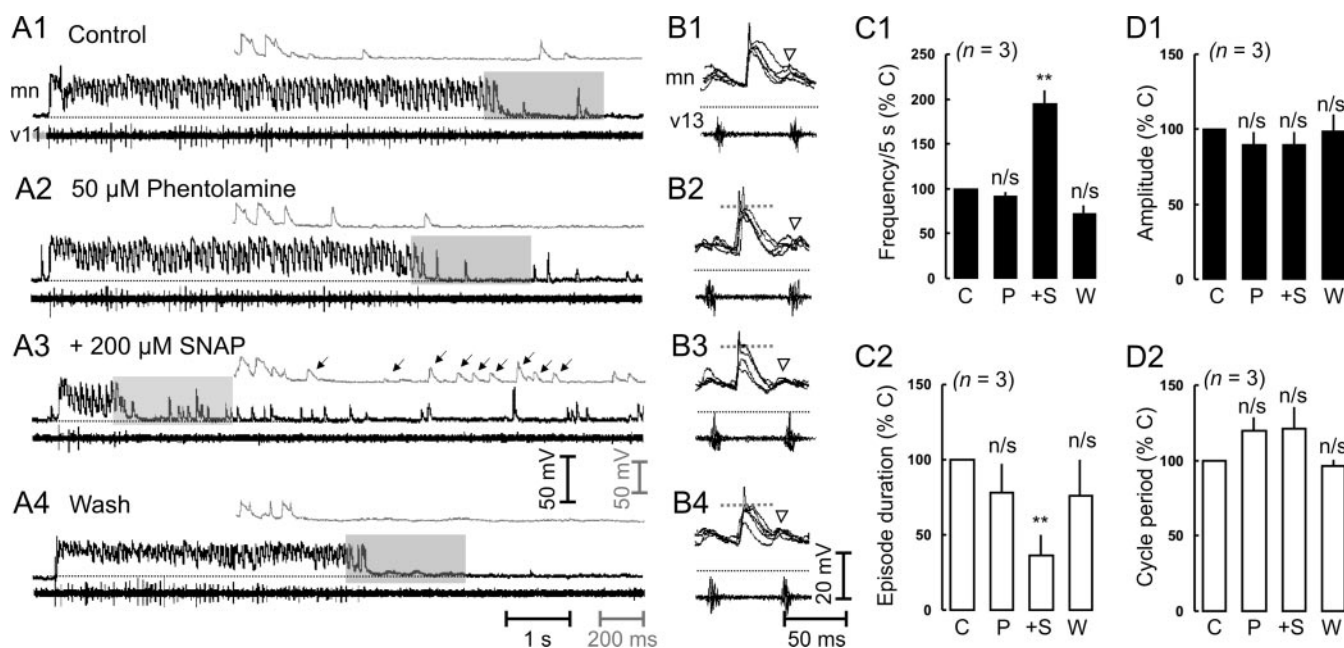 A1 Control
mn
v11
A2 50 µM Phentolamine
A3 + 200 µM SNAP
50 mV
50 mV
A4 Wash
1 s
200 ms
B1
mn
v13
B2
B3
B4
20 mV
50 ms
C1
(n = 3)
Frequency/5 s (% C)
250
200
150
100
50
0
n/s
**
n/s
C P +S W
C2
(n = 3)
Episode duration (% C)
150
100
50
0
n/s
**
n/s
C P +S W
D1
(n = 3)
Amplitude (% C)
150
100
50
0
n/s
n/s
n/s
C P +S W
D2
(n = 3)
Cycle period (% C)
150
100
50
0
n/s
n/s
n/s
C P +S W